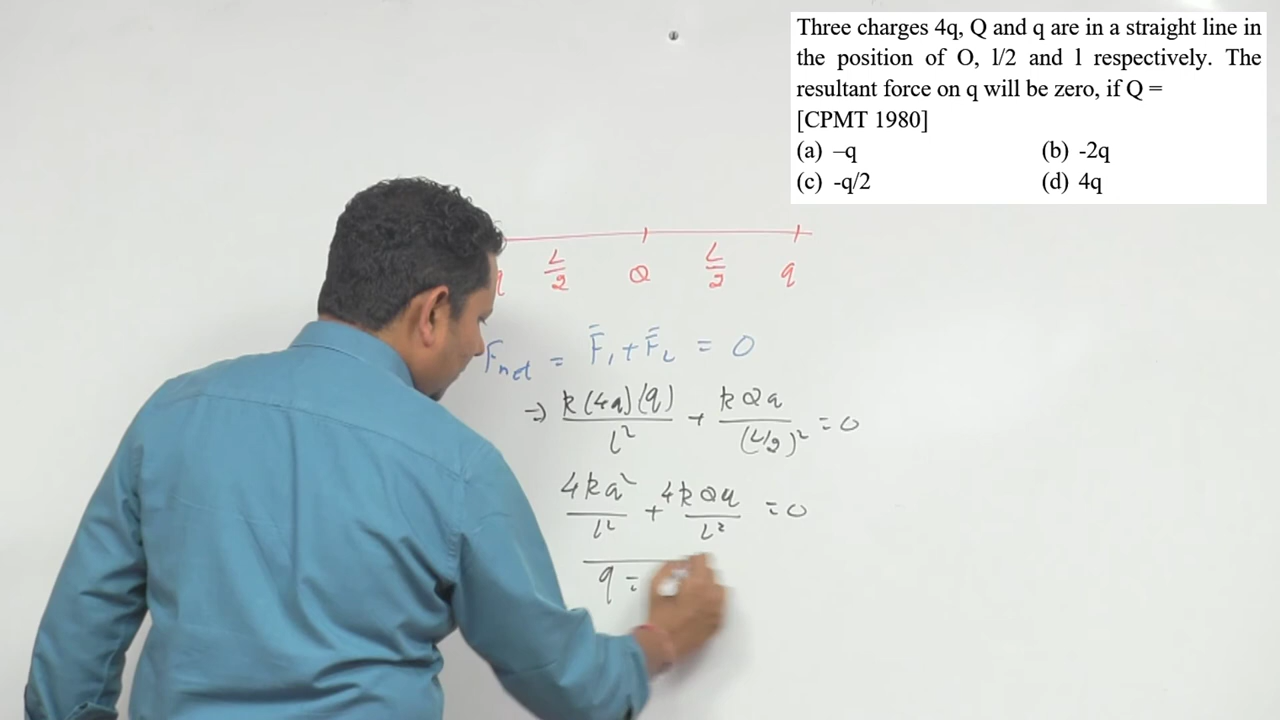 Three charges 4q, Q and q are in a straight line in
the position of O, l/2 and l respectively. The
resultant force on q will be zero, if Q =
[CPMT 1980]
(a) –q (b) -2q
(c) -q/2 (d) 4q
q L/2 Q L/2 q
Fnet = F̄₁ + F̄₂ = 0
⇒ k(4q)(q)/l² + kQq/(L/2)² = 0
4kq²/l² + 4kQq/L² = 0
q =